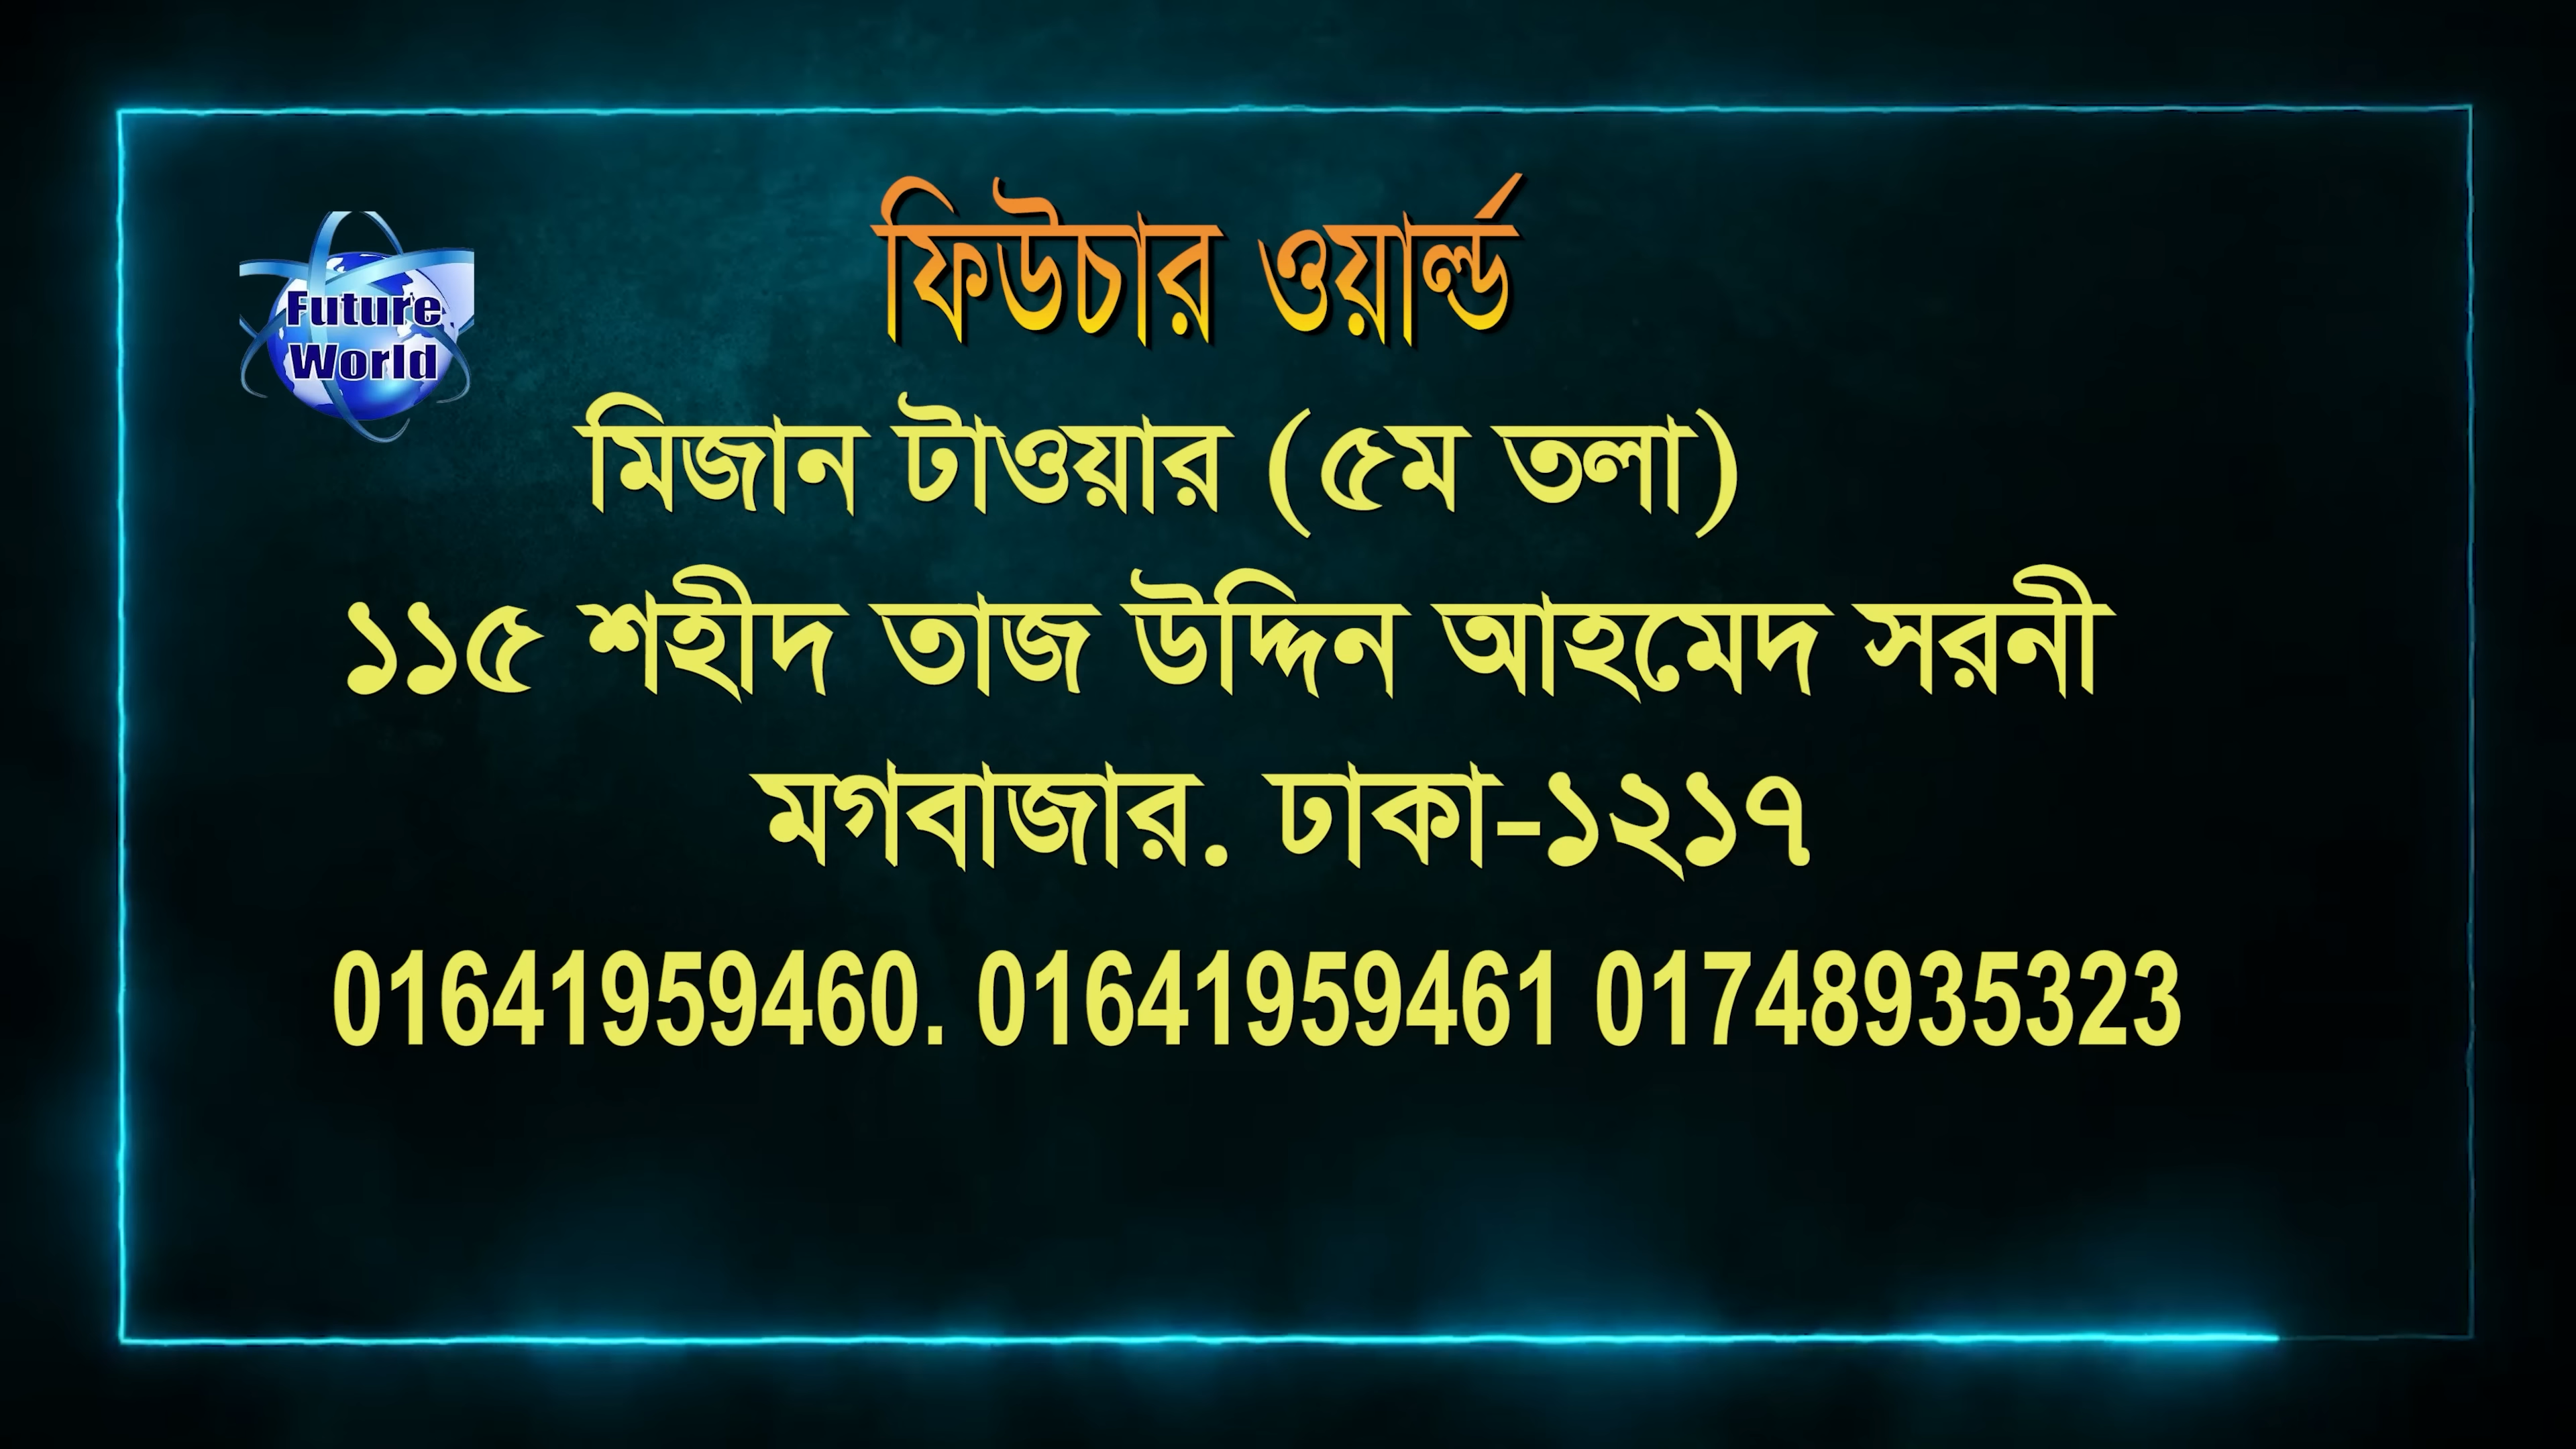 ফিউচার ওয়ার্ল্ড
Future
World
মিজান টাওয়ার (৫ম তলা)
১১৫ শহীদ তাজ উদ্দিন আহমেদ সরনী
মগবাজার. ঢাকা-১২১৭
01641959460. 01641959461 01748935323